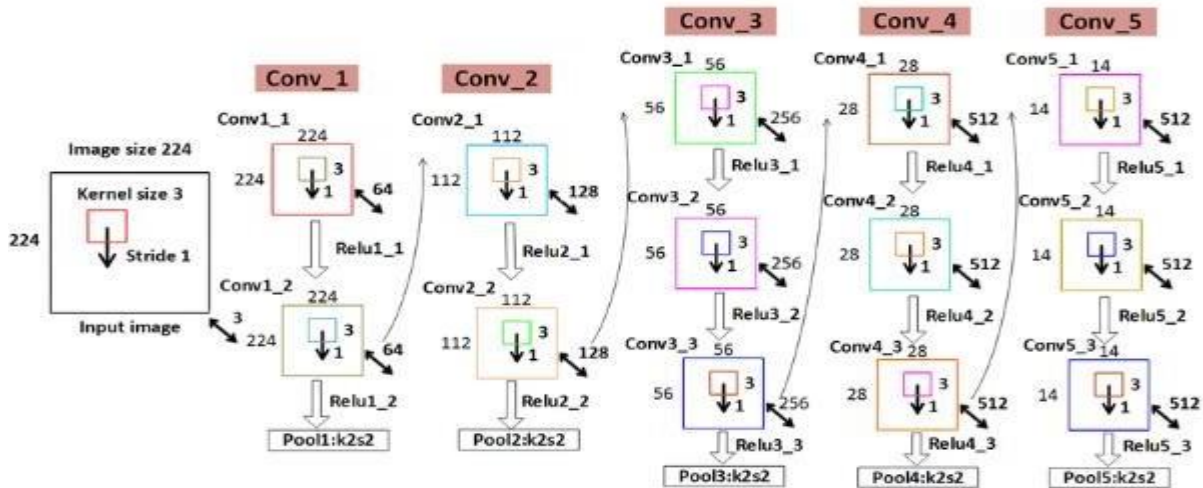 Image size 224
224
Kernel size 3
Stride 1
Input image
3
Conv_1
Conv1_1
224
224
3
1
64
Relu1_1
Conv1_2
224
224
3
1
64
Relu1_2
Pool1:k2s2
Conv_2
Conv2_1
112
112
3
1
128
Relu2_1
Conv2_2
112
112
3
1
128
Relu2_2
Pool2:k2s2
Conv_3
Conv3_1
56
56
3
1
256
Relu3_1
Conv3_2
56
56
3
1
256
Relu3_2
Conv3_3
56
56
3
1
256
Relu3_3
Pool3:k2s2
Conv_4
Conv4_1
28
28
3
1
512
Relu4_1
Conv4_2
28
28
3
1
512
Relu4_2
Conv4_3
28
28
3
1
512
Relu4_3
Pool4:k2s2
Conv_5
Conv5_1
14
14
3
1
512
Relu5_1
Conv5_2
14
14
3
1
512
Relu5_2
Conv5_3
14
14
3
1
512
Relu5_3
Pool5:k2s2